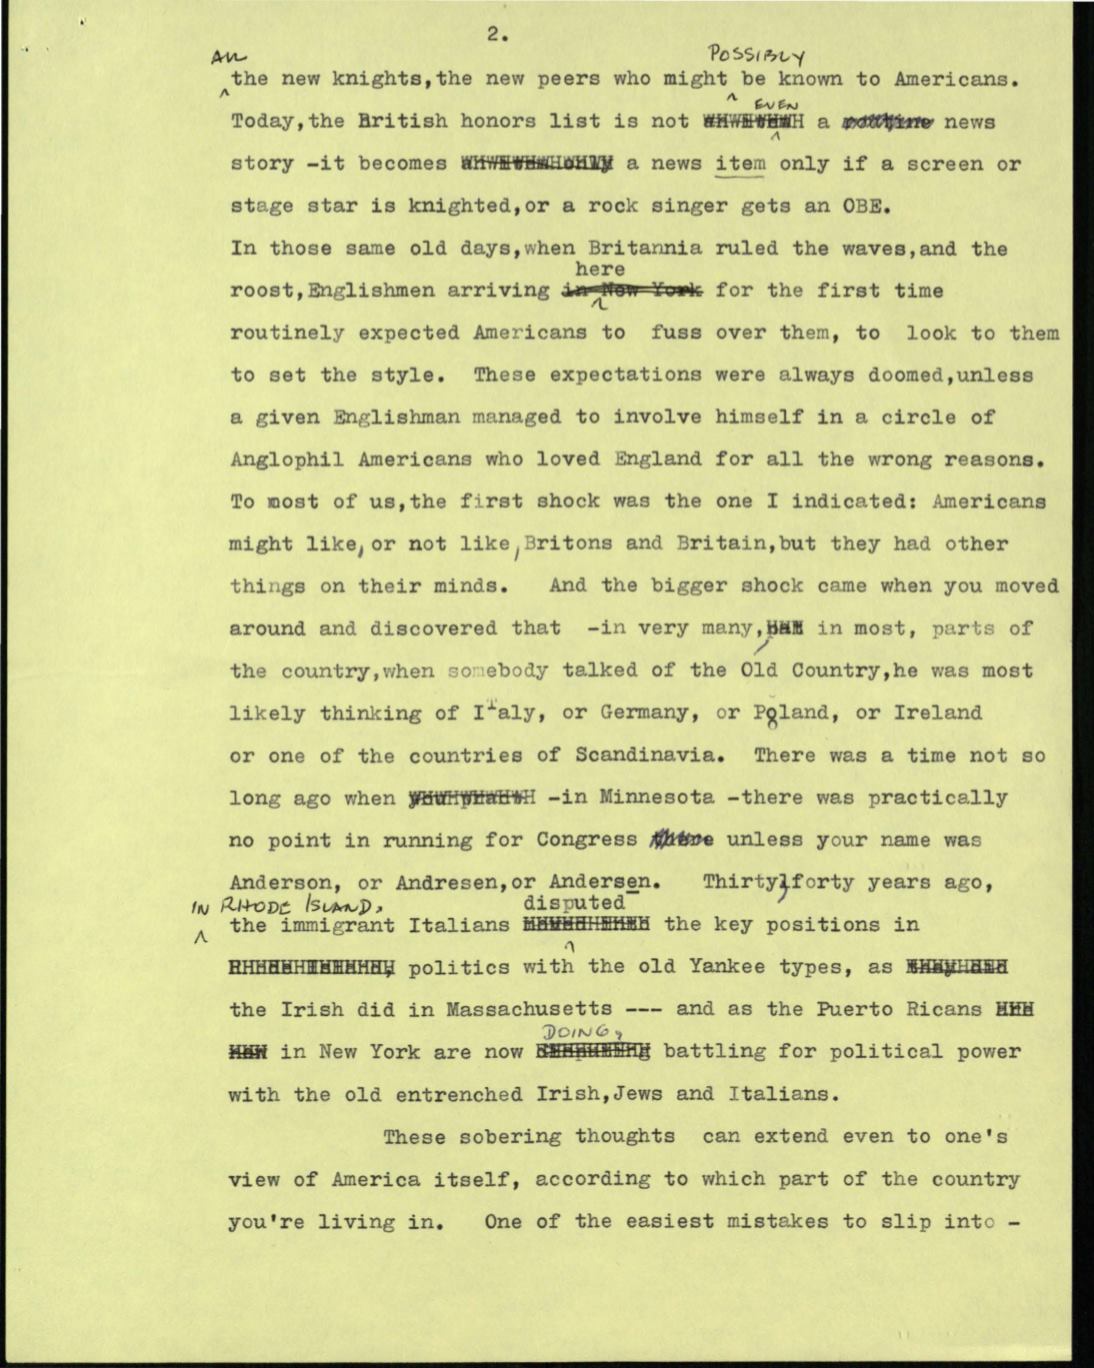 2.
All POSSIBLY
the new knights,the new peers who might be known to Americans.
EVEN
Today,the British honors list is not a routine news
story -it becomes a news item only if a screen or
stage star is knighted,or a rock singer gets an OBE.
In those same old days,when Britannia ruled the waves,and the
here
roost,Englishmen arriving in New York for the first time
routinely expected Americans to fuss over them, to look to them
to set the style. These expectations were always doomed,unless
a given Englishman managed to involve himself in a circle of
Anglophil Americans who loved England for all the wrong reasons.
To most of us,the first shock was the one I indicated: Americans
might like, or not like,Britons and Britain,but they had other
things on their minds. And the bigger shock came when you moved
around and discovered that -in very many, in most, parts of
the country,when somebody talked of the Old Country,he was most
likely thinking of Italy, or Germany, or Poland, or Ireland
or one of the countries of Scandinavia. There was a time not so
long ago when -in Minnesota -there was practically
no point in running for Congress there unless your name was
Anderson, or Andresen,or Andersen. Thirty,forty years ago,
IN RHODE ISLAND, disputed
the immigrant Italians the key positions in
politics with the old Yankee types, as
the Irish did in Massachusetts --- and as the Puerto Ricans
DOING,
in New York are now battling for political power
with the old entrenched Irish,Jews and Italians.
These sobering thoughts can extend even to one's
view of America itself, according to which part of the country
you're living in. One of the easiest mistakes to slip into -